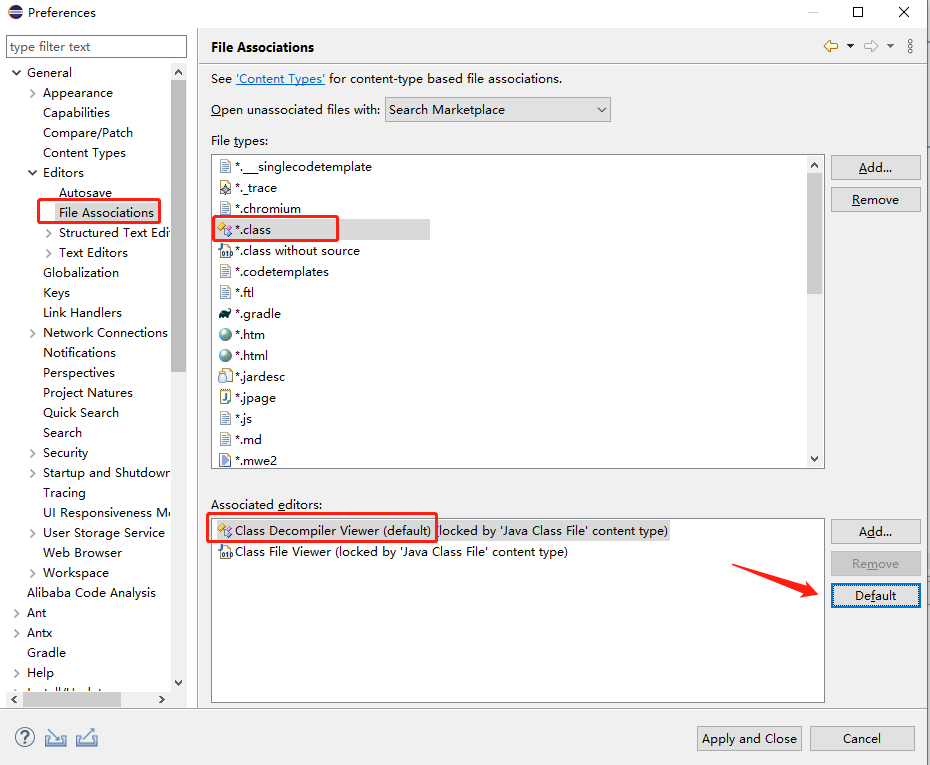 Preferences
type filter text
General
Appearance
Capabilities
Compare/Patch
Content Types
Editors
Autosave
File Associations
Structured Text Edi
Text Editors
Globalization
Keys
Link Handlers
Network Connections
Notifications
Perspectives
Project Natures
Quick Search
Search
Security
Startup and Shutdown
Tracing
UI Responsiveness Mo
User Storage Service
Web Browser
Workspace
Alibaba Code Analysis
Ant
Antx
Gradle
Help
File Associations
See 'Content Types' for content-type based file associations.
Open unassociated files with: Search Marketplace
File types:
*.__singlecodetemplate
*._trace
*.chromium
*.class
*.class without source
*.codetemplates
*.ftl
*.gradle
*.htm
*.html
*.jardesc
*.jpage
*.js
*.md
*.mwe2
Add...
Remove
Associated editors:
Class Decompiler Viewer (default) (locked by 'Java Class File' content type)
Class File Viewer (locked by 'Java Class File' content type)
Add...
Remove
Default
Apply and Close
Cancel